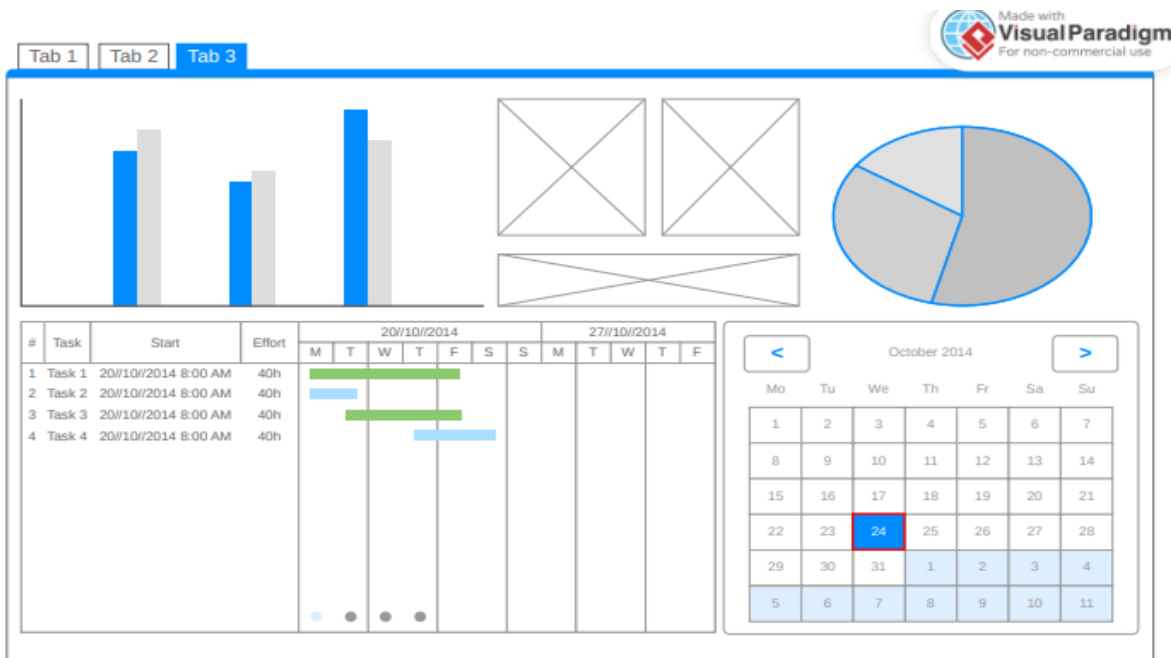 Made with
Visual Paradigm
For non-commercial use
Tab 1 Tab 2 Tab 3
# Task Start Effort 20//10//2014 27//10//2014
M T W T F S S M T W T F
1 Task 1 20//10//2014 8:00 AM 40h
2 Task 2 20//10//2014 8:00 AM 40h
3 Task 3 20//10//2014 8:00 AM 40h
4 Task 4 20//10//2014 8:00 AM 40h
< October 2014 >
Mo Tu We Th Fr Sa Su
1 2 3 4 5 6 7
8 9 10 11 12 13 14
15 16 17 18 19 20 21
22 23 24 25 26 27 28
29 30 31 1 2 3 4
5 6 7 8 9 10 11